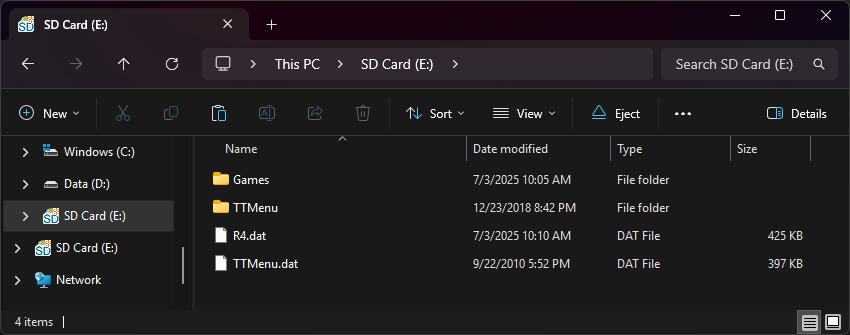 SD Card (E:)
This PC SD Card (E:) Search SD Card (E:)
New Sort View Eject Details
Name Date modified Type Size
Windows (C:)
Data (D:)
SD Card (E:)
SD Card (E:)
Network
Games 7/3/2025 10:05 AM File folder
TTMenu 12/23/2018 8:42 PM File folder
R4.dat 7/3/2025 10:10 AM DAT File 425 KB
TTMenu.dat 9/22/2010 5:52 PM DAT File 397 KB
4 items